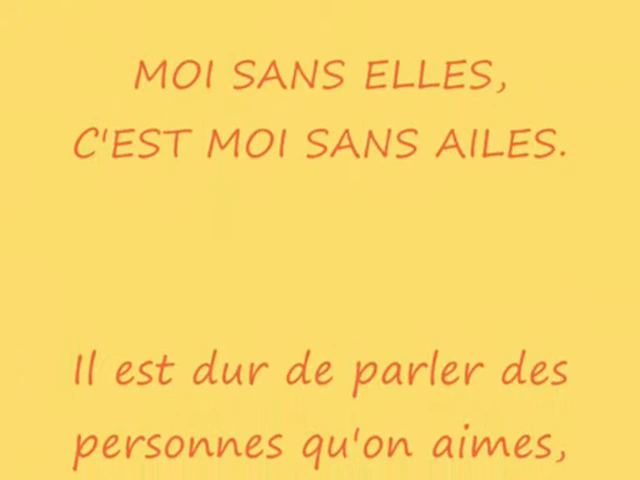 MOI SANS ELLES,
C'EST MOI SANS AILES.
Il est dur de parler des
personnes qu'on aimes,